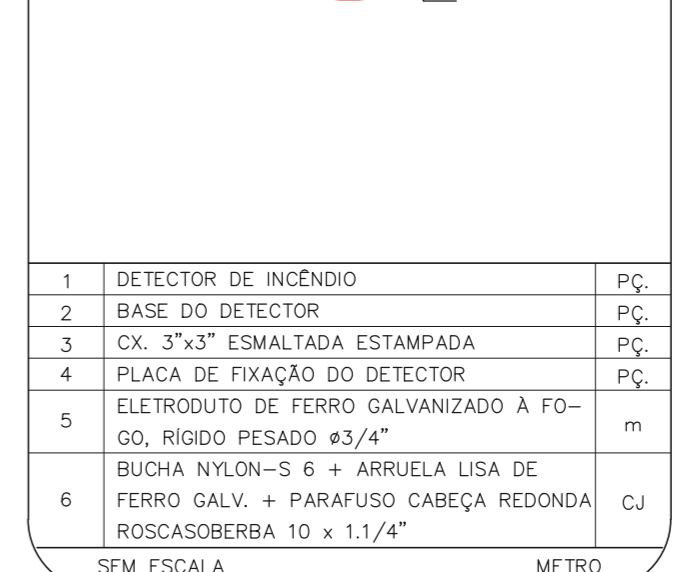 1 DETECTOR DE INCÊNDIO PÇ.
2 BASE DO DETECTOR PÇ.
3 CX. 3”x3” ESMALTADA ESTAMPADA PÇ.
4 PLACA DE FIXAÇÃO DO DETECTOR PÇ.
5 ELETRODUTO DE FERRO GALVANIZADO À FO-
GO, RÍGIDO PESADO ø3/4” m
BUCHA NYLON-S 6 + ARRUELA LISA DE
6 FERRO GALV. + PARAFUSO CABEÇA REDONDA CJ
ROSCASOBERBA 10 x 1.1/4”
SEM ESCALA METRO